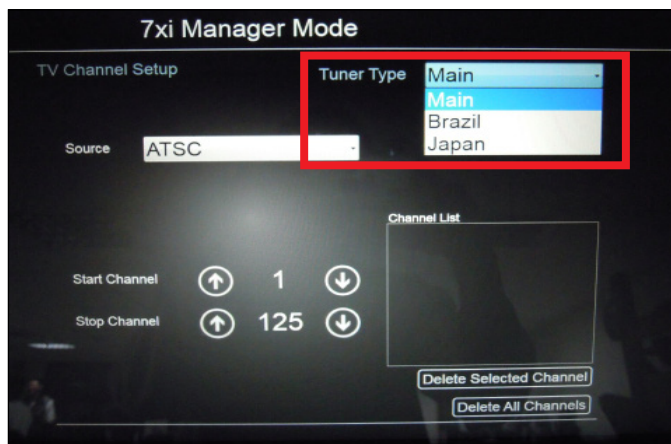 7xi Manager Mode
TV Channel Setup
Tuner Type Main
Main
Brazil
Japan
Source ATSC
Channel List
Start Channel 1
Stop Channel 125
Delete Selected Channel
Delete All Channels